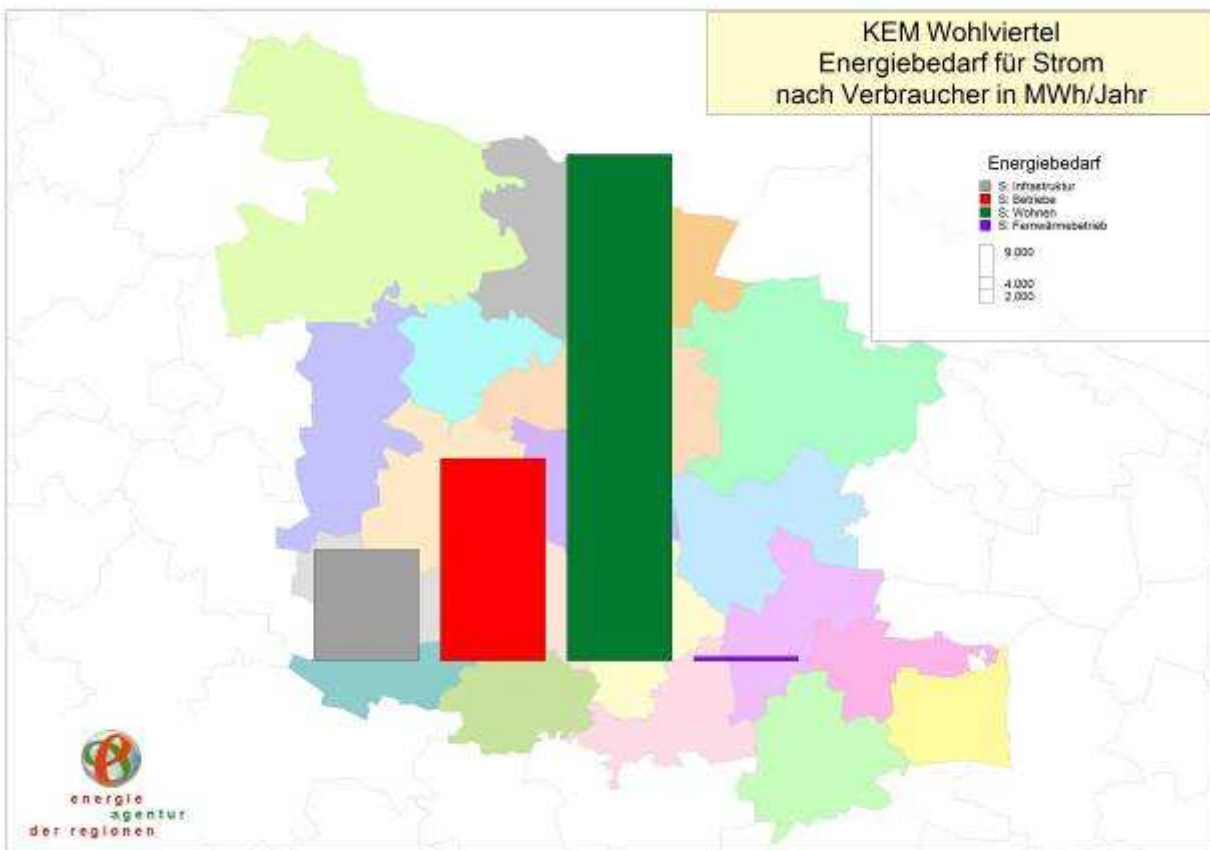 KEM Wohlviertel
Energiebedarf für Strom
nach Verbraucher in MWh/Jahr
Energiebedarf
S: Infrastruktur
S: Betriebe
S: Wohnen
S: Fernwärmebetrieb
9.000
4.000
2.000
energie
agentur
der regionen